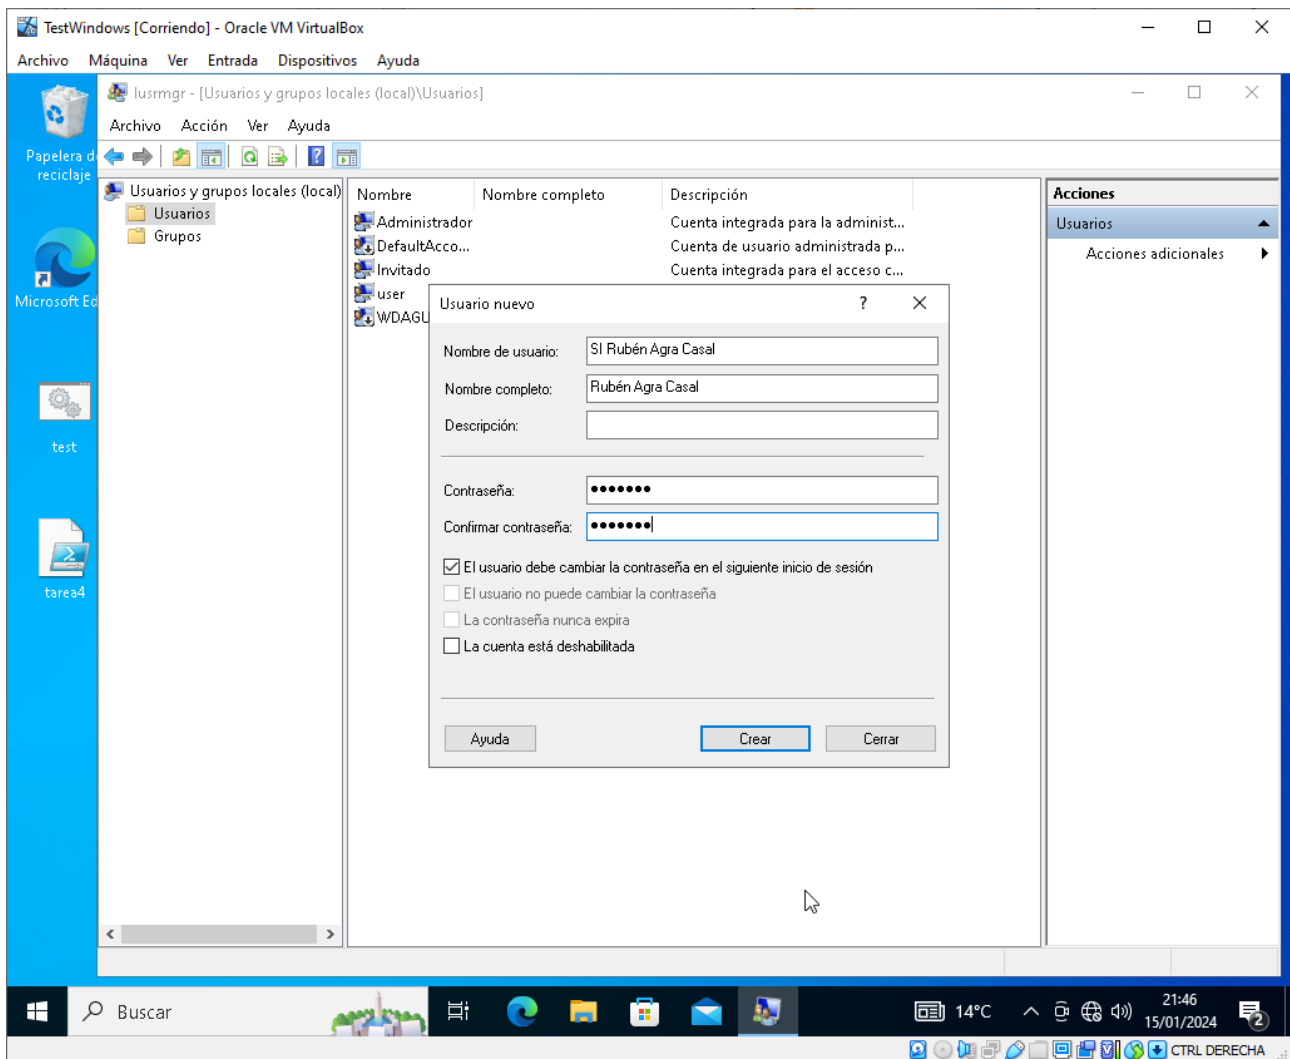 TestWindows [Corriendo] - Oracle VM VirtualBox
Archivo Máquina Ver Entrada Dispositivos Ayuda
Papelera d
reciclaje
Microsoft Ed
test
tarea4
lusrmgr - [Usuarios y grupos locales (local)\Usuarios]
Archivo Acción Ver Ayuda
Usuarios y grupos locales (local)
Usuarios
Grupos
Nombre Nombre completo Descripción
Administrador Cuenta integrada para la administ...
DefaultAcco... Cuenta de usuario administrada p...
Invitado Cuenta integrada para el acceso c...
user
WDAGU
Acciones
Usuarios
Acciones adicionales
Usuario nuevo ?
Nombre de usuario: SI Rubén Agra Casal
Nombre completo: Rubén Agra Casal
Descripción:
Contraseña: •••••••
Confirmar contraseña: •••••••
El usuario debe cambiar la contraseña en el siguiente inicio de sesión
El usuario no puede cambiar la contraseña
La contraseña nunca expira
La cuenta está deshabilitada
Ayuda Crear Cerrar
Buscar 14°C 21:46
15/01/2024 2
CTRL DERECHA